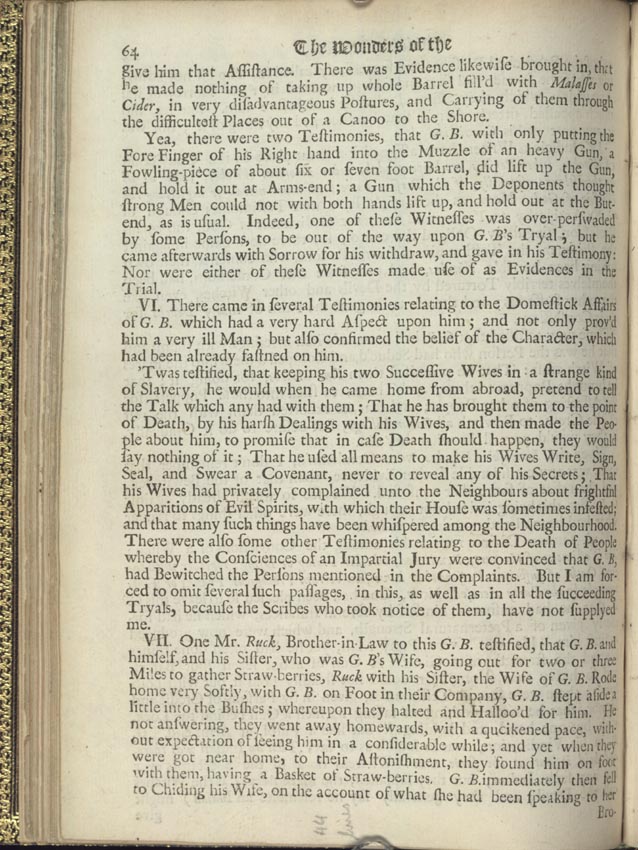 64 The Wonders of the
give him that Aſſiſtance. There was Evidence likewiſe brought in, that
he made nothing of taking up whole Barrel fill'd with Malaſſes or
Cider, in very diſadvantageous Poſtures, and Carrying of them through
the difficulteſt Places out of a Canoo to the Shore.
Yea, there were two Teſtimonies, that G. B. with only putting the
Fore Finger of his Right hand into the Muzzle of an heavy Gun, a
Fowling-piece of about ſix or ſeven foot Barrel, did lift up the Gun,
and hold it out at Arms-end; a Gun which the Deponents thought
ſtrong Men could not with both hands lift up, and hold out at the But-
end, as is uſual. Indeed, one of theſe Witneſſes was over-perſwaded
by ſome Perſons, to be out of the way upon G. B's Tryal; but he
came afterwards with Sorrow for his withdraw, and gave in his Teſtimony:
Nor were either of theſe Witneſſes made uſe of as Evidences in the
Trial.
VI. There came in ſeveral Teſtimonies relating to the Domeſtick Affairs
of G. B. which had a very hard Aſpect upon him; and not only prov'd
him a very ill Man; but alſo confirmed the belief of the Character, which
had been already faſtned on him.
'Twas teſtified, that keeping his two Succeſſive Wives in a ſtrange kind
of Slavery, he would when he came home from abroad, pretend to tell
the Talk which any had with them; That he has brought them to the point
of Death, by his harſh Dealings with his Wives, and then made the Peo-
ple about him, to promiſe that in caſe Death ſhould happen, they would
ſay nothing of it; That he uſed all means to make his Wives Write, Sign,
Seal, and Swear a Covenant, never to reveal any of his Secrets; That
his Wives had privately complained unto the Neighbours about frightful
Apparitions of Evil Spirits, with which their Houſe was ſometimes infeſted;
and that many ſuch things have been whiſpered among the Neighbourhood.
There were alſo ſome other Teſtimonies relating to the Death of People
whereby the Conſciences of an Impartial Jury were convinced that G. B.
had Bewitched the Perſons mentioned in the Complaints. But I am for-
ced to omit ſeveral ſuch paſſages, in this, as well as in all the ſucceeding
Tryals, becauſe the Scribes who took notice of them, have not ſupplyed
me.
VII. One Mr. Ruck, Brother-in-Law to this G. B. teſtified, that G. B. and
himſelf, and his Siſter, who was G. B's Wife, going out for two or three
Miles to gather Straw-berries, Ruck with his Siſter, the Wife of G. B. Rode
home very Softly, with G. B. on Foot in their Company, G. B. ſtept aſide a
little into the Buſhes; whereupon they halted and Halloo'd for him. He
not anſwering, they went away homewards, with a qucikened pace, with-
out expectation of ſeeing him in a conſiderable while; and yet when they
were got near home, to their Aſtoniſhment, they found him on foot
with them, having a Basket of Straw-berries. G. B. immediately then fell
to Chiding his Wife, on the account of what ſhe had been ſpeaking to her
Bro-
44
lines